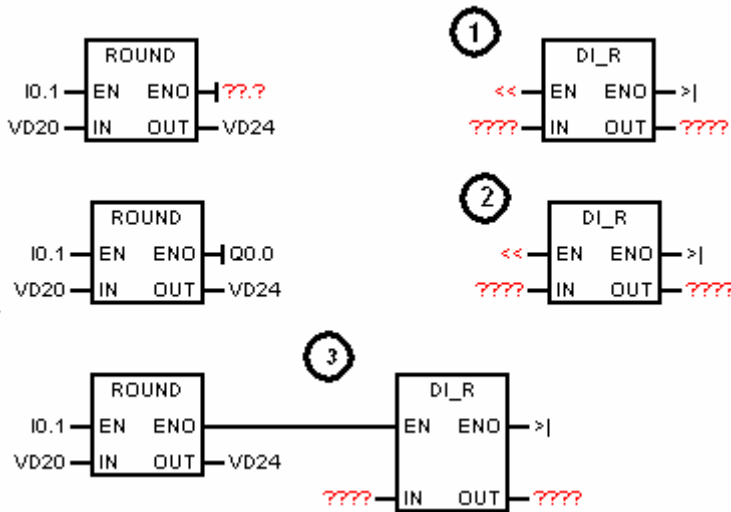 1
ROUND DI_R
I0.1 EN ENO ??.? << EN ENO >|
VD20 IN OUT VD24 ???? IN OUT ????
2
ROUND DI_R
I0.1 EN ENO Q0.0 << EN ENO >|
VD20 IN OUT VD24 ???? IN OUT ????
3
ROUND DI_R
I0.1 EN ENO EN ENO >|
VD20 IN OUT VD24
???? IN OUT ????